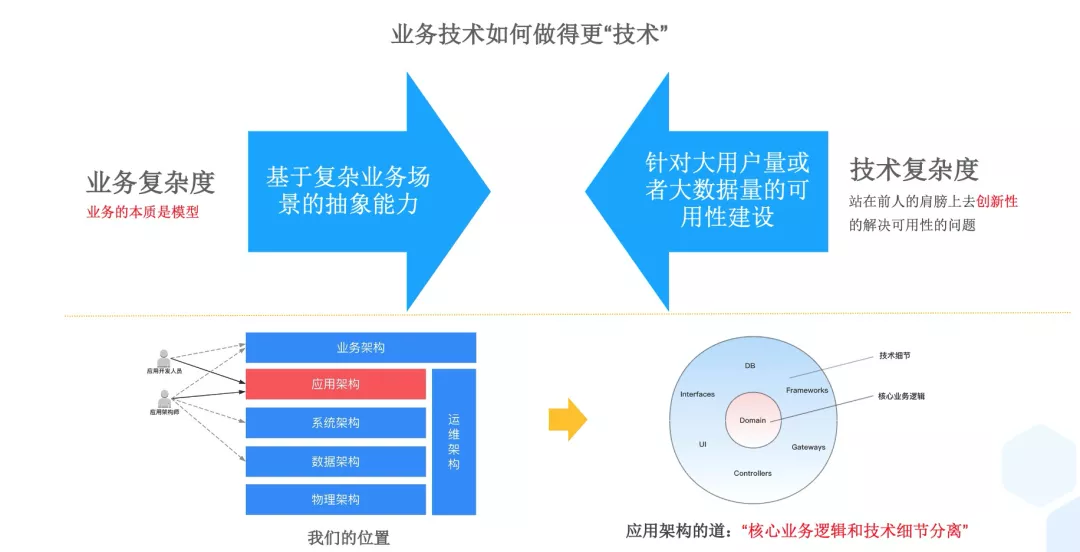 业务技术如何做得更“技术”
业务复杂度
业务的本质是模型
基于复杂业务场
景的抽象能力
针对大用户量或
者大数据量的可
用性建设
技术复杂度
站在前人的肩膀上去创新性
的解决可用性的问题
应用开发人员
应用架构师
业务架构
应用架构
系统架构
数据架构
物理架构
运维架构
我们的位置
DB
Interfaces
Frameworks
Domain
UI
Gateways
Controllers
技术细节
核心业务逻辑
应用架构的道：“核心业务逻辑和技术细节分离”